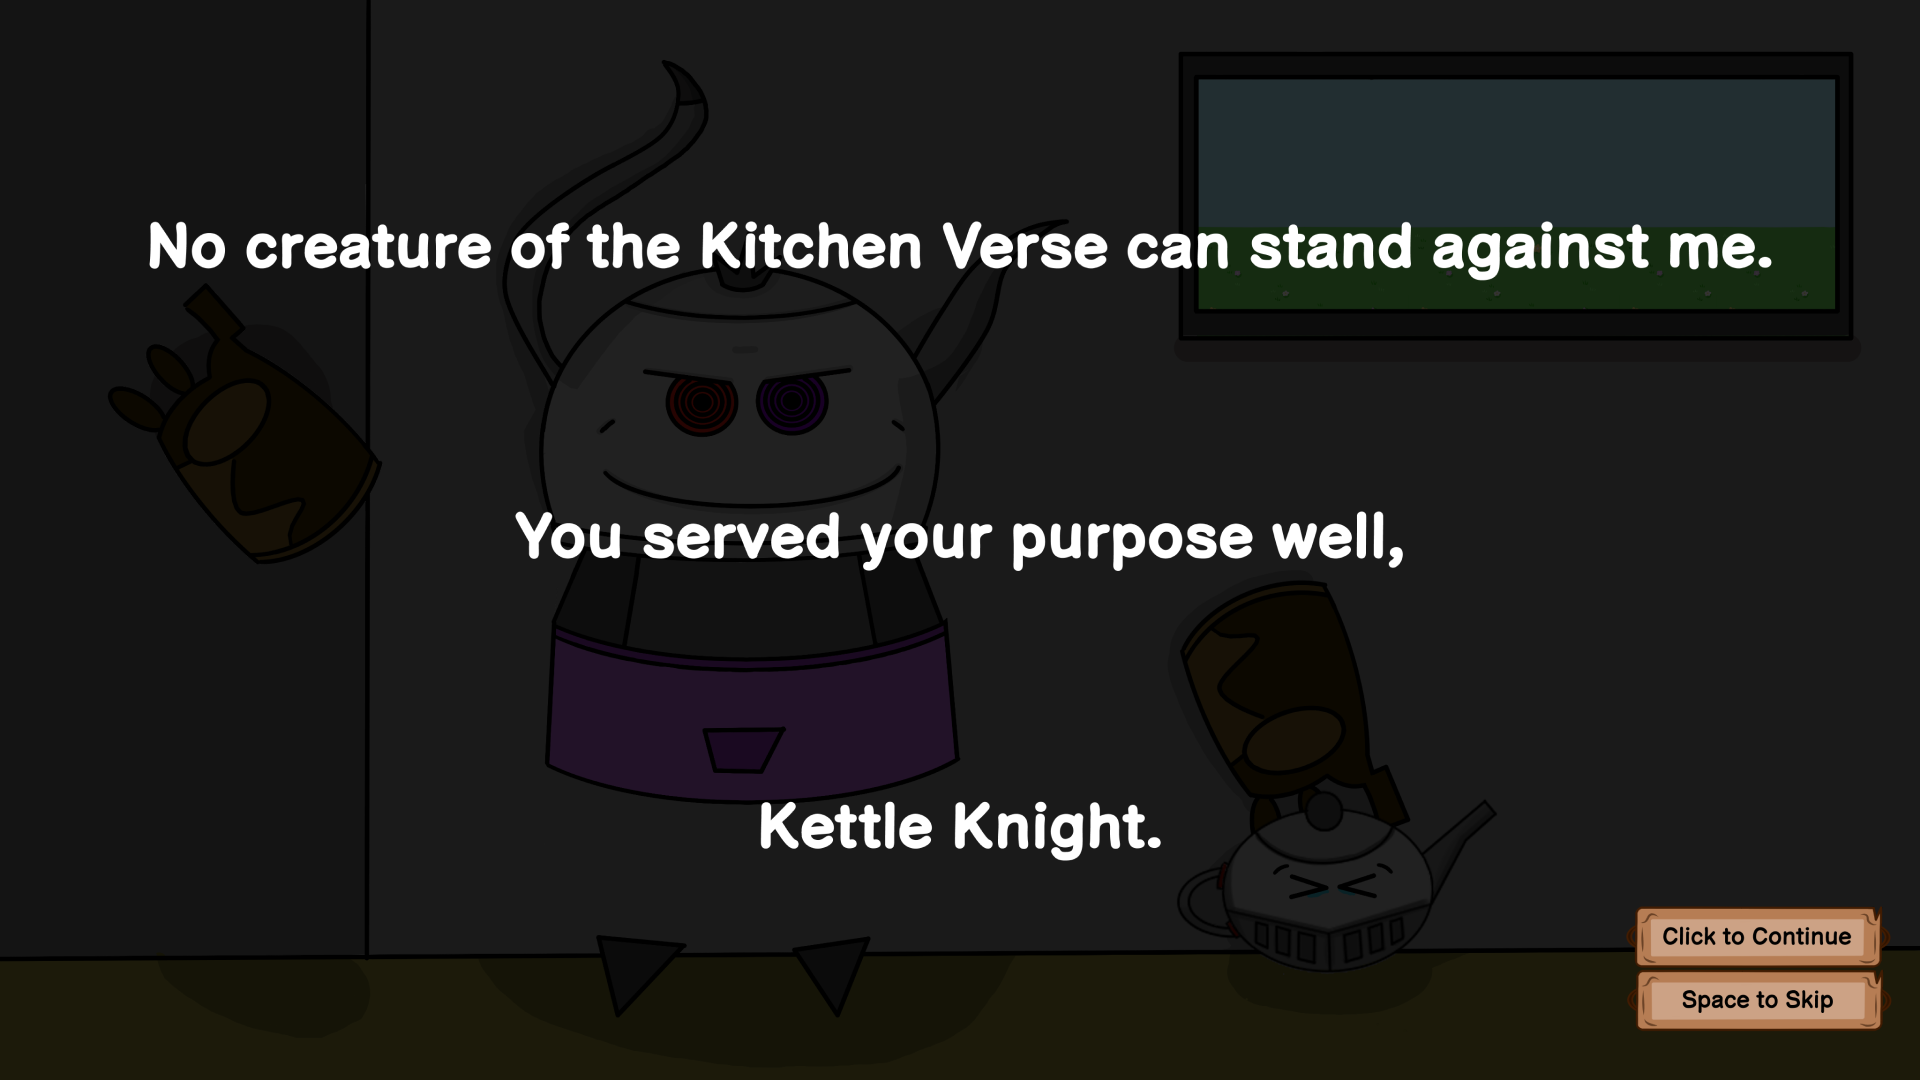 No creature of the Kitchen Verse can stand against me.
You served your purpose well,
Kettle Knight.
Click to Continue
Space to Skip